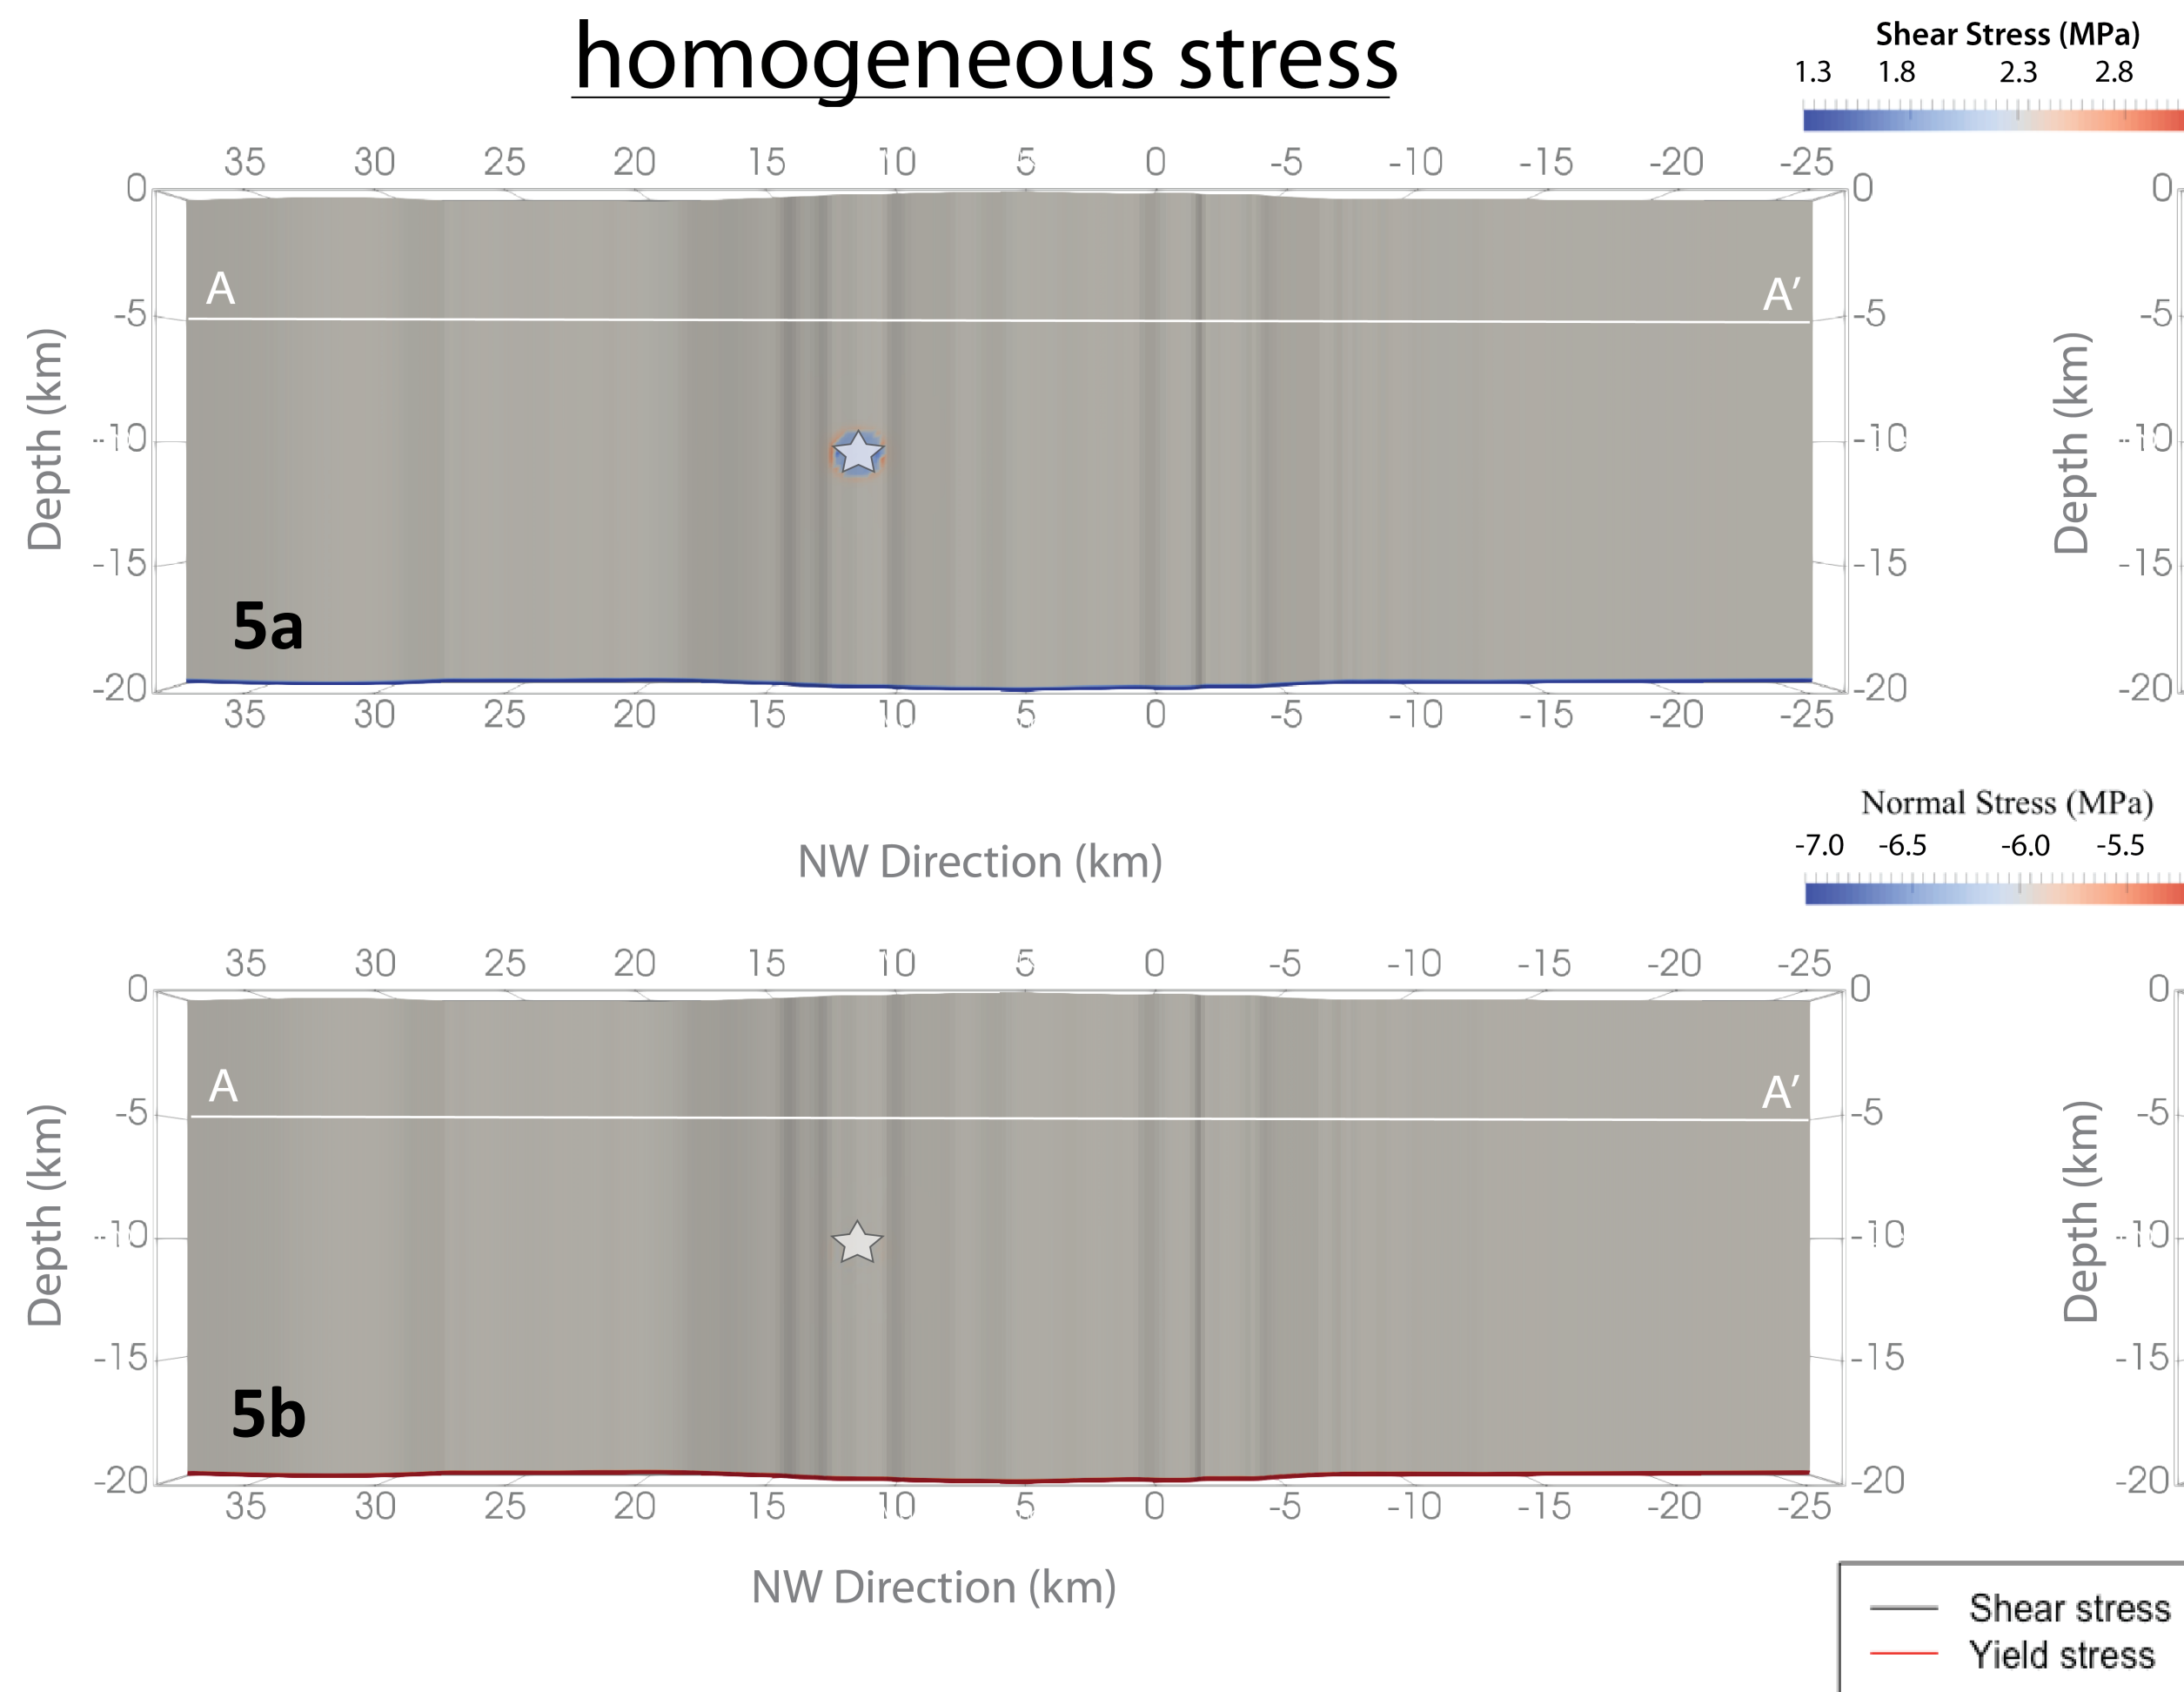 homogeneous stress
Shear Stress (MPa)
1.3 1.8 2.3 2.8
35 30 25 20 15 10 5 0 -5 -10 -15 -20 -25
0 0 0
A A’
-5 -5 -5
Depth (km) Depth (km)
-10 -10 -10
-15 -15 -15
5a
-20 -20 -20
35 30 25 20 15 10 5 0 -5 -10 -15 -20 -25
Normal Stress (MPa)
-7.0 -6.5 -6.0 -5.5
NW Direction (km)
35 30 25 20 15 10 5 0 -5 -10 -15 -20 -25
0 0 0
A A’
-5 -5 -5
Depth (km) Depth (km)
-10 -10 -10
-15 -15 -15
5b
-20 -20 -20
35 30 25 20 15 10 5 0 -5 -10 -15 -20 -25
NW Direction (km)
Shear stress
Yield stress